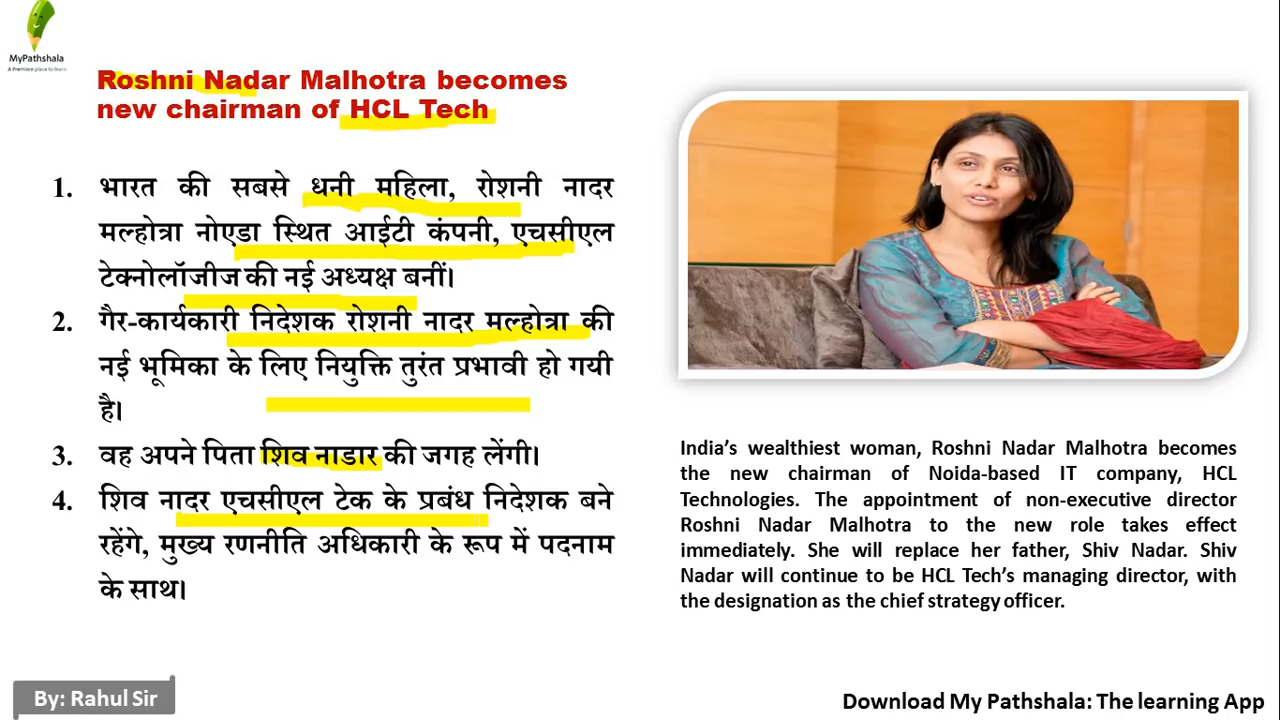 MyPathshala
A Premiere place to learn
Roshni Nadar Malhotra becomes
new chairman of HCL Tech
1. भारत की सबसे धनी महिला, रोशनी नादर
मल्होत्रा नोएडा स्थित आईटी कंपनी, एचसीएल
टेक्नोलॉजीज की नई अध्यक्ष बनीं।
2. गैर-कार्यकारी निदेशक रोशनी नादर मल्होत्रा की
नई भूमिका के लिए नियुक्ति तुरंत प्रभावी हो गयी
है।
3. वह अपने पिता शिव नाडार की जगह लेंगी।
4. शिव नादर एचसीएल टेक के प्रबंध निदेशक बने
रहेंगे, मुख्य रणनीति अधिकारी के रूप में पदनाम
के साथ।
India's wealthiest woman, Roshni Nadar Malhotra becomes
the new chairman of Noida-based IT company, HCL
Technologies. The appointment of non-executive director
Roshni Nadar Malhotra to the new role takes effect
immediately. She will replace her father, Shiv Nadar. Shiv
Nadar will continue to be HCL Tech's managing director, with
the designation as the chief strategy officer.
By: Rahul Sir
Download My Pathshala: The learning App